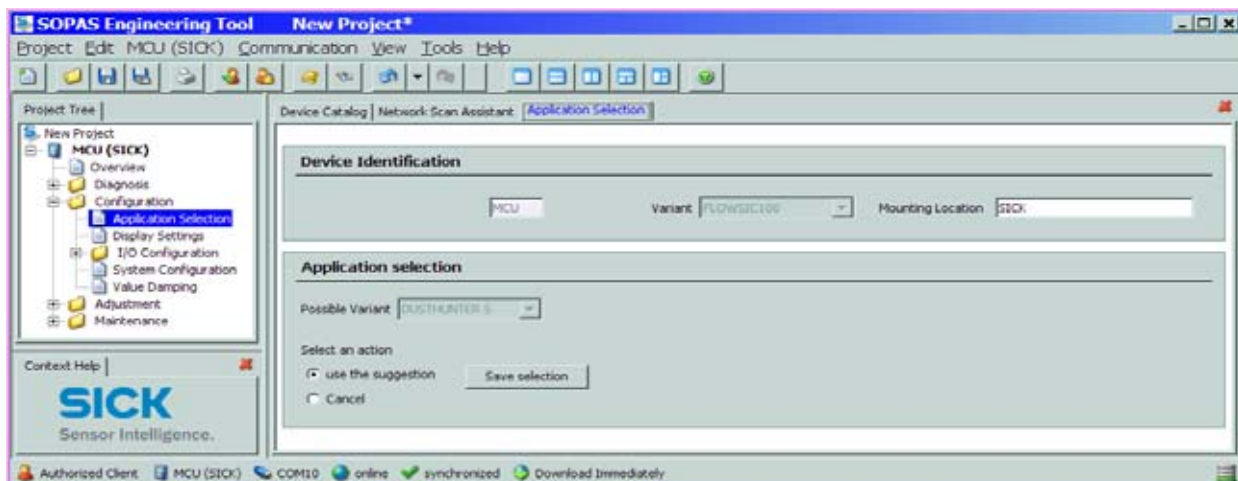 SOPAS Engineering Tool New Project*
Project Edit MCU (SICK) Communication View Tools Help
Project Tree
New Project
MCU (SICK)
Overview
Diagnosis
Configuration
Application Selection
Display Settings
I/O Configuration
System Configuration
Value Damping
Adjustment
Maintenance
Context Help
SICK
Sensor Intelligence.
Device Catalog Network Scan Assistant Application Selection
Device Identification
MCU Variant FLOWSIC100 Mounting Location SICK
Application selection
Possible Variant DUSTHUNTER S
Select an action
use the suggestion Save selection
Cancel
Authorized Client MCU (SICK) COM10 online synchronized Download Immediately